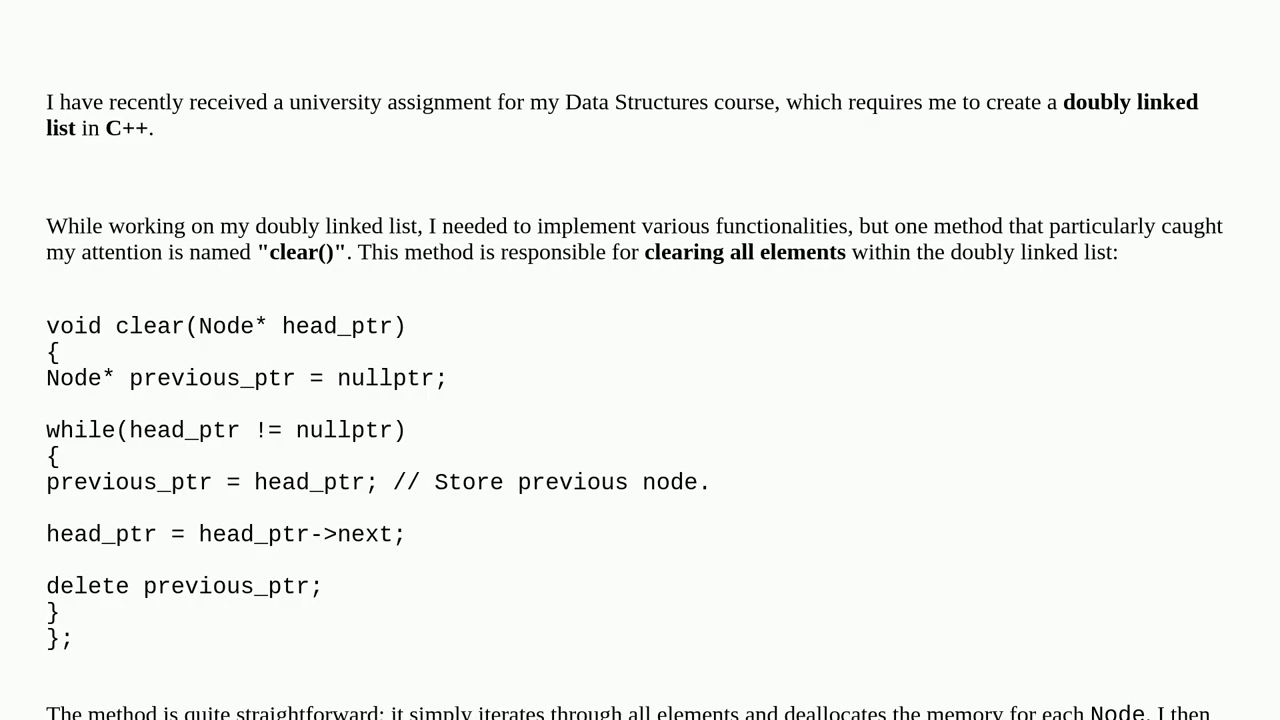 I have recently received a university assignment for my Data Structures course, which requires me to create a doubly linked
list in C++.
While working on my doubly linked list, I needed to implement various functionalities, but one method that particularly caught
my attention is named "clear()". This method is responsible for clearing all elements within the doubly linked list:
void clear(Node* head_ptr)
{
Node* previous_ptr = nullptr;
while(head_ptr != nullptr)
{
previous_ptr = head_ptr; // Store previous node.
head_ptr = head_ptr->next;
delete previous_ptr;
}
};
The method is quite straightforward; it simply iterates through all elements and deallocates the memory for each Node. I then